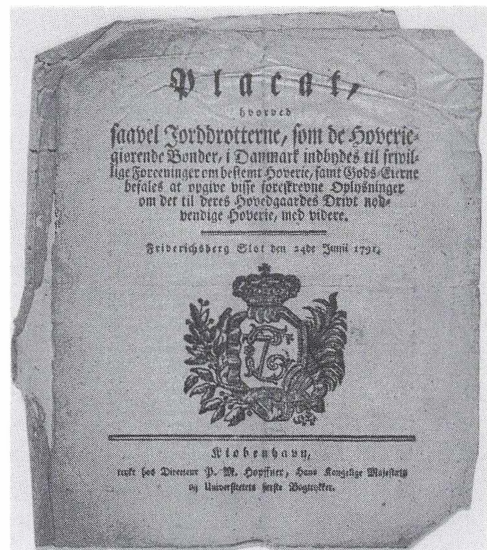 Placat,
hvorved
saavel Jorddrotterne, som de Hoverie-
giørende Bønder, i Danmark indbydes til frivil-
lige Foreeninger om bestemt Hoverie, samt Gods-Eierne
befales at opgive visse foreskrevne Oplysninger
om det til deres Hovedgaardes Drivt nød-
vendige Hoverie, med videre.
Friderichsberg Slot den 24de Junii 1791.
Kiøbenhavn,
trykt hos Directeur P. M. Høpffner, Hans Kongelige Majestæts
og Universitetets første Bogtrykker.